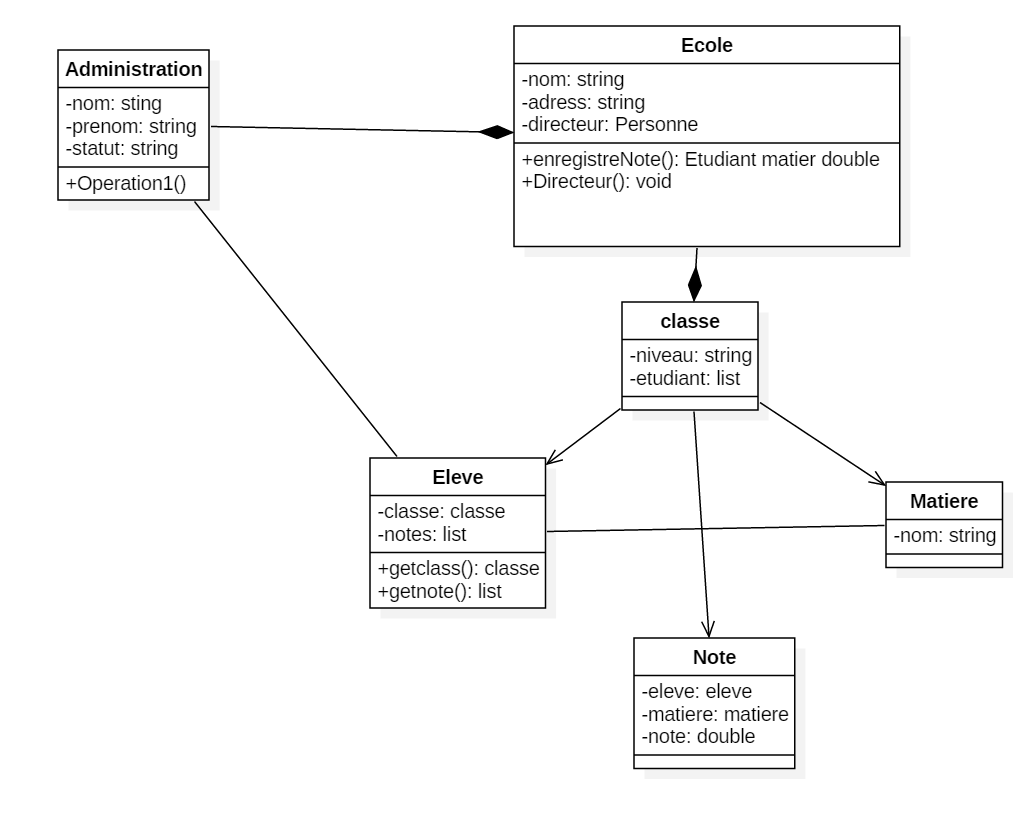 Administration
-nom: sting
-prenom: string
-statut: string
+Operation1()
Ecole
-nom: string
-adress: string
-directeur: Personne
+enregistreNote(): Etudiant matier double
+Directeur(): void
classe
-niveau: string
-etudiant: list
Eleve
-classe: classe
-notes: list
+getclass(): classe
+getnote(): list
Matiere
-nom: string
Note
-eleve: eleve
-matiere: matiere
-note: double